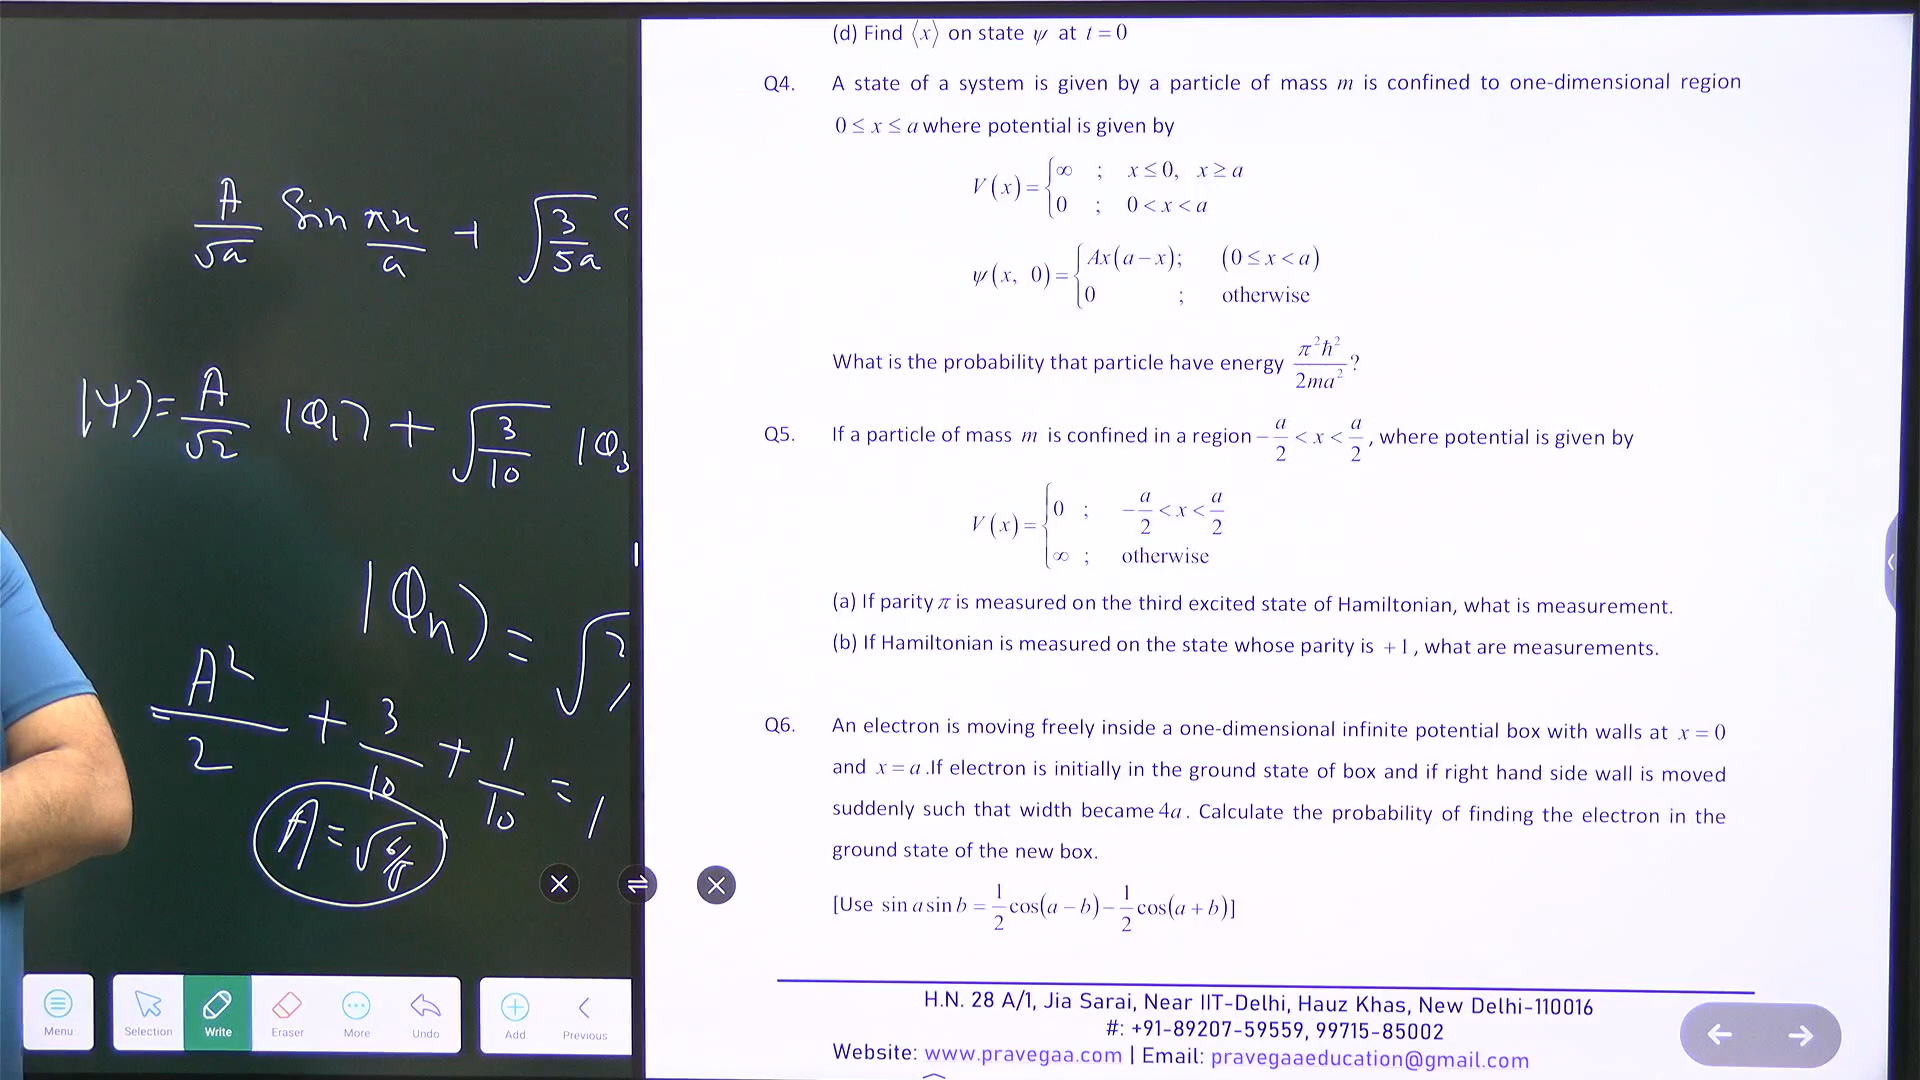 A/√a Sin πx/a + √3/5a
|ψ⟩ = A/√2 |φ₁⟩ + √3/10 |φ₃
|φₙ⟩ = √2/
A²/2 + 3/10 + 1/10 = 1
A = √6/5
Menu
Selection
Write
Eraser
More
Undo
Add
Previous
(d) Find ⟨x⟩ on state ψ at t = 0
Q4. A state of a system is given by a particle of mass m is confined to one-dimensional region
0 ≤ x ≤ a where potential is given by
V(x) = { ∞ ; x ≤ 0, x ≥ a
0 ; 0 < x < a
ψ(x, 0) = { Ax(a − x); (0 ≤ x < a)
0 ; otherwise
What is the probability that particle have energy π²ħ²/2ma² ?
Q5. If a particle of mass m is confined in a region −a/2 < x < a/2, where potential is given by
V(x) = { 0 ; −a/2 < x < a/2
∞ ; otherwise
(a) If parity π is measured on the third excited state of Hamiltonian, what is measurement.
(b) If Hamiltonian is measured on the state whose parity is +1, what are measurements.
Q6. An electron is moving freely inside a one-dimensional infinite potential box with walls at x = 0
and x = a .If electron is initially in the ground state of box and if right hand side wall is moved
suddenly such that width became 4a. Calculate the probability of finding the electron in the
ground state of the new box.
[Use sin a sin b = 1/2 cos(a − b) − 1/2 cos(a + b)]
H.N. 28 A/1, Jia Sarai, Near IIT-Delhi, Hauz Khas, New Delhi-110016
#: +91-89207-59559, 99715-85002
Website: www.pravegaa.com | Email: pravegaaeducation@gmail.com